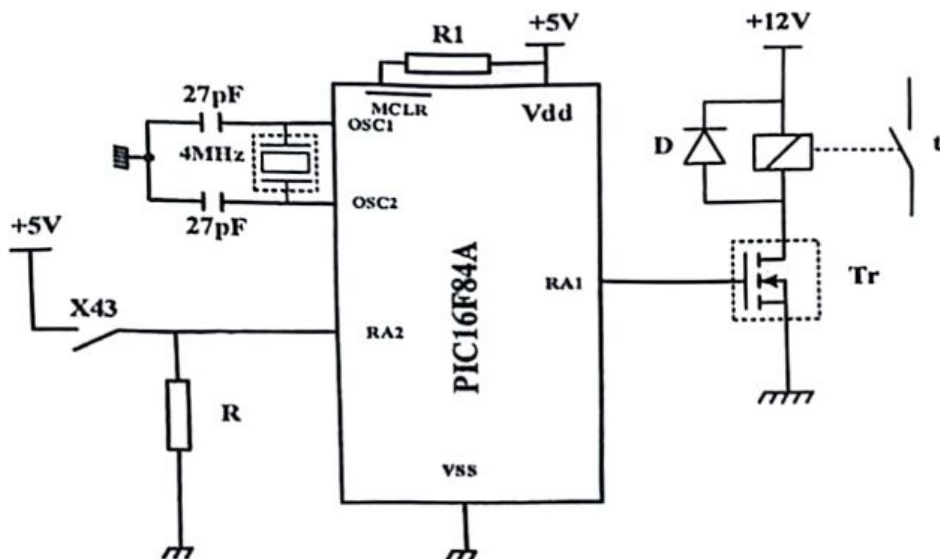 +12V
+5V
R1
27pF
MCLR
Vdd
OSC1
4MHz
D
t
OSC2
27pF
+5V
PIC16F84A
RA1
Tr
X43
RA2
R
VSS